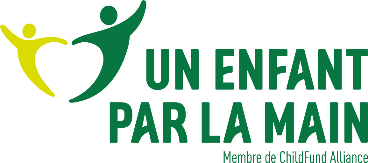 UN ENFANT
PAR LA MAIN
Membre de ChildFund Alliance